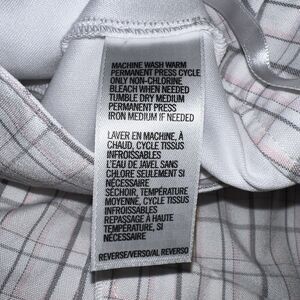 MACHINE WASH WARM
PERMANENT PRESS CYCLE
ONLY NON-CHLORINE
BLEACH WHEN NEEDED
TUMBLE DRY MEDIUM
PERMANENT PRESS
IRON MEDIUM IF NEEDED
LAVER EN MACHINE, À
CHAUD, CYCLE TISSUS
INFROISSABLES
L'EAU DE JAVEL SANS
CHLORE SEULEMENT SI
NÉCESSAIRE
SÉCHOIR, TEMPÉRATURE
MOYENNE, CYCLE TISSUS
INFROISSABLES
REPASSAGE À HAUTE
TEMPÉRATURE, SI
NÉCESSAIRE
REVERSE/VERSO/AL REVERSO